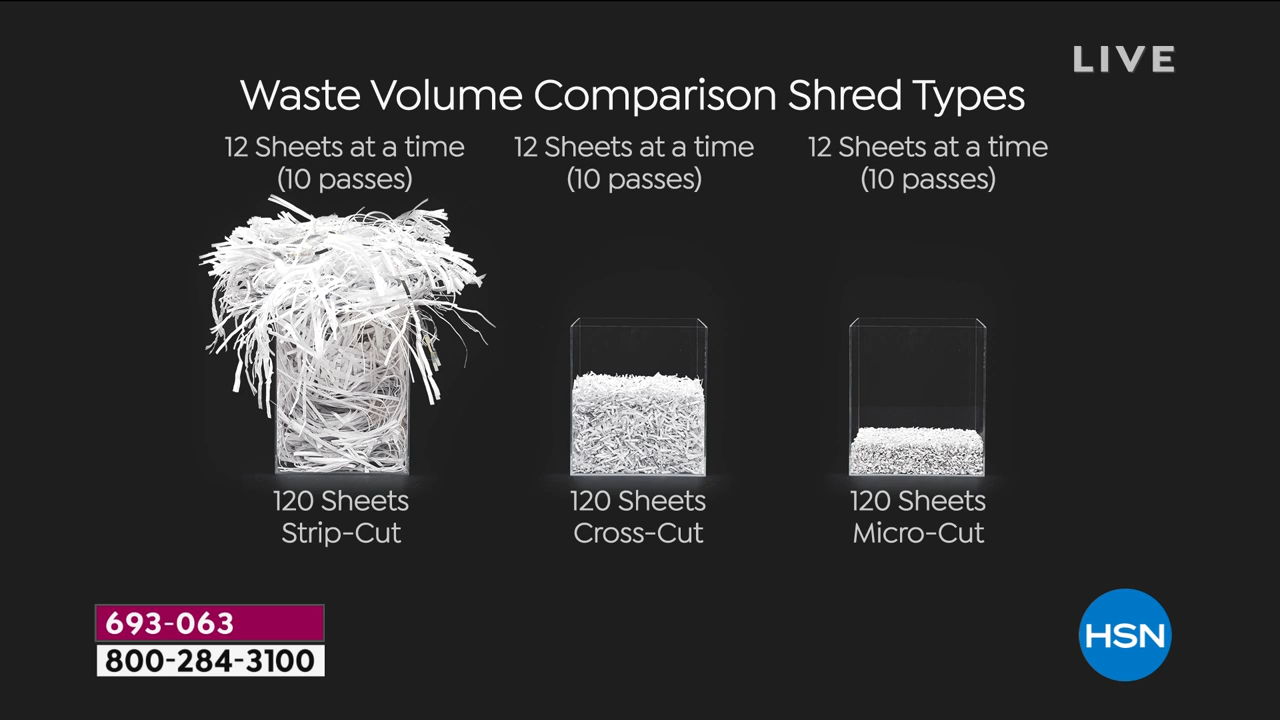 LIVE
Waste Volume Comparison Shred Types
12 Sheets at a time
(10 passes)
12 Sheets at a time
(10 passes)
12 Sheets at a time
(10 passes)
120 Sheets
Strip-Cut
120 Sheets
Cross-Cut
120 Sheets
Micro-Cut
693-063
800-284-3100
HSN